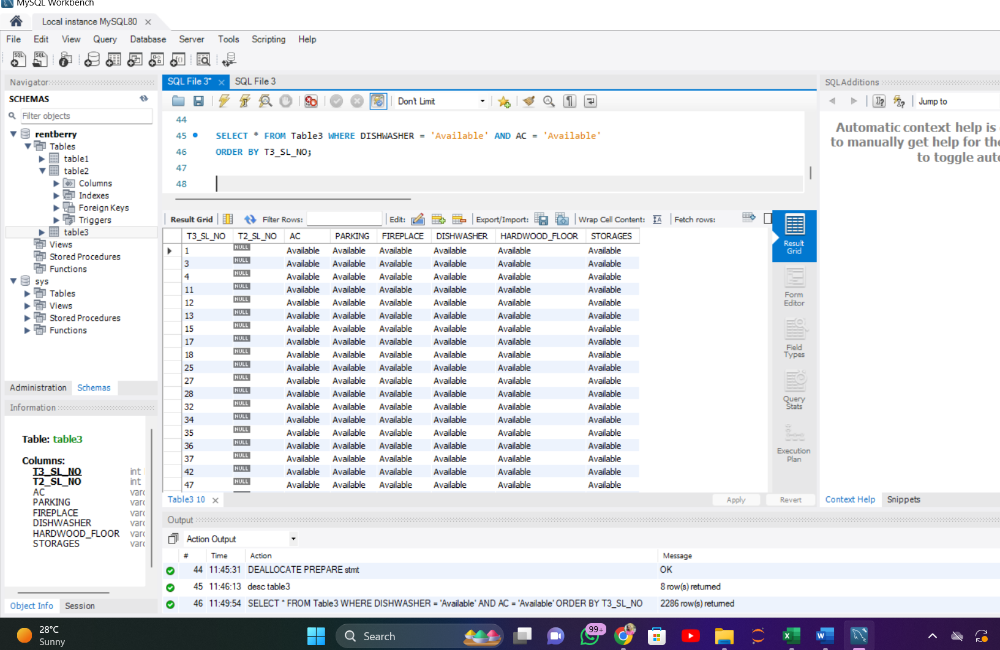 MySQL Workbench
Local instance MySQL80
File Edit View Query Database Server Tools Scripting Help
Navigator
SCHEMAS
Filter objects
rentberry
Tables
table1
table2
Columns
Indexes
Foreign Keys
Triggers
table3
Views
Stored Procedures
Functions
sys
Tables
Views
Stored Procedures
Functions
Administration Schemas
Information
Table: table3
Columns:
T3_SL_NO int
T2_SL_NO int
AC varc
PARKING varc
FIREPLACE varc
DISHWASHER varc
HARDWOOD_FLOOR varc
STORAGES varc
Object Info Session
SQL File 3* SQL File 3
Don't Limit
44
45 SELECT * FROM Table3 WHERE DISHWASHER = 'Available' AND AC = 'Available'
46 ORDER BY T3_SL_NO;
47
48
Result Grid Filter Rows: Edit: Export/Import: Wrap Cell Content: Fetch rows:
T3_SL_NO T2_SL_NO AC PARKING FIREPLACE DISHWASHER HARDWOOD_FLOOR STORAGES
1 NULL Available Available Available Available Available Available
3 NULL Available Available Available Available Available Available
4 NULL Available Available Available Available Available Available
11 NULL Available Available Available Available Available Available
12 NULL Available Available Available Available Available Available
13 NULL Available Available Available Available Available Available
15 NULL Available Available Available Available Available Available
17 NULL Available Available Available Available Available Available
18 NULL Available Available Available Available Available Available
25 NULL Available Available Available Available Available Available
27 NULL Available Available Available Available Available Available
28 NULL Available Available Available Available Available Available
32 NULL Available Available Available Available Available Available
34 NULL Available Available Available Available Available Available
35 NULL Available Available Available Available Available Available
36 NULL Available Available Available Available Available Available
37 NULL Available Available Available Available Available Available
42 NULL Available Available Available Available Available Available
47 NULL Available Available Available Available Available Available
Result
Grid
Form
Editor
Field
Types
Query
Stats
Execution
Plan
Table3 10
Apply Revert
SQLAdditions
Jump to
Automatic context help is
to manually get help for the
to toggle auto
Context Help Snippets
Output
Action Output
# Time Action Message
44 11:45:31 DEALLOCATE PREPARE stmt OK
45 11:46:13 desc table3 8 row(s) returned
46 11:49:54 SELECT * FROM Table3 WHERE DISHWASHER = 'Available' AND AC = 'Available' ORDER BY T3_SL_NO 2286 row(s) returned
28°C
Sunny
Search
99+